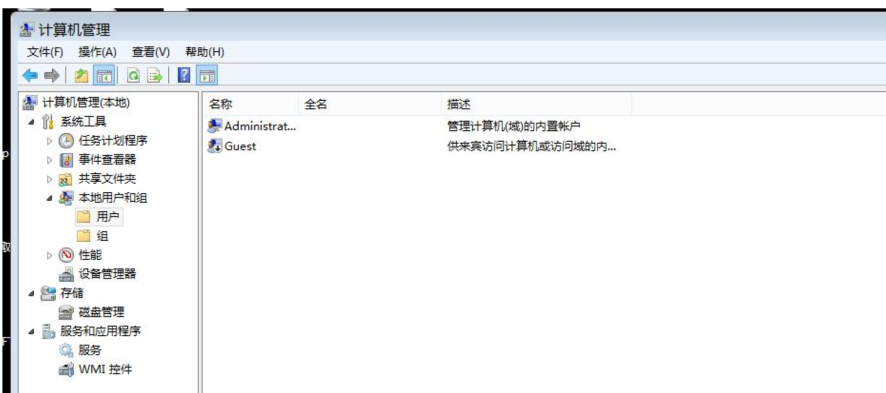 计算机管理
文件(F) 操作(A) 查看(V) 帮助(H)
计算机管理(本地)
系统工具
任务计划程序
事件查看器
共享文件夹
本地用户和组
用户
组
性能
设备管理器
存储
磁盘管理
服务和应用程序
服务
WMI 控件
名称 全名 描述
Administrat... 管理计算机(域)的内置帐户
Guest 供来宾访问计算机或访问域的内...
P
取
F